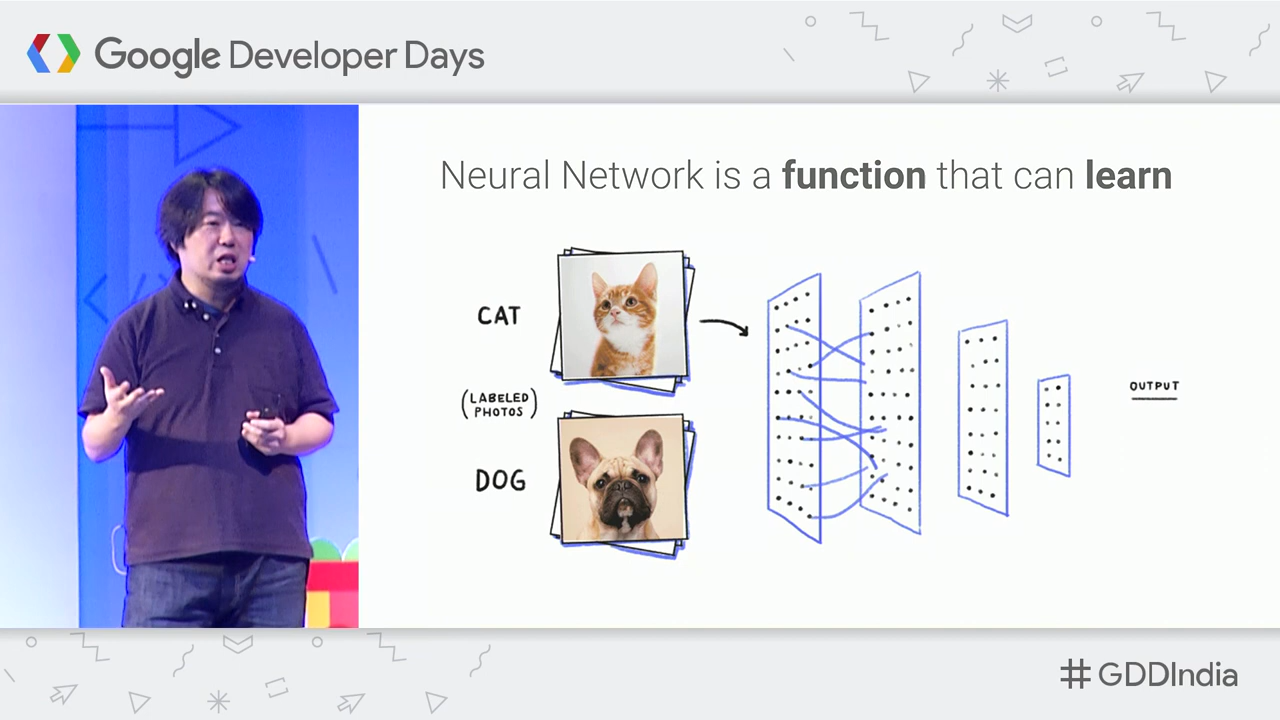 Google Developer Days
Neural Network is a function that can learn
CAT
(LABELED
PHOTOS)
DOG
OUTPUT
#GDDIndia